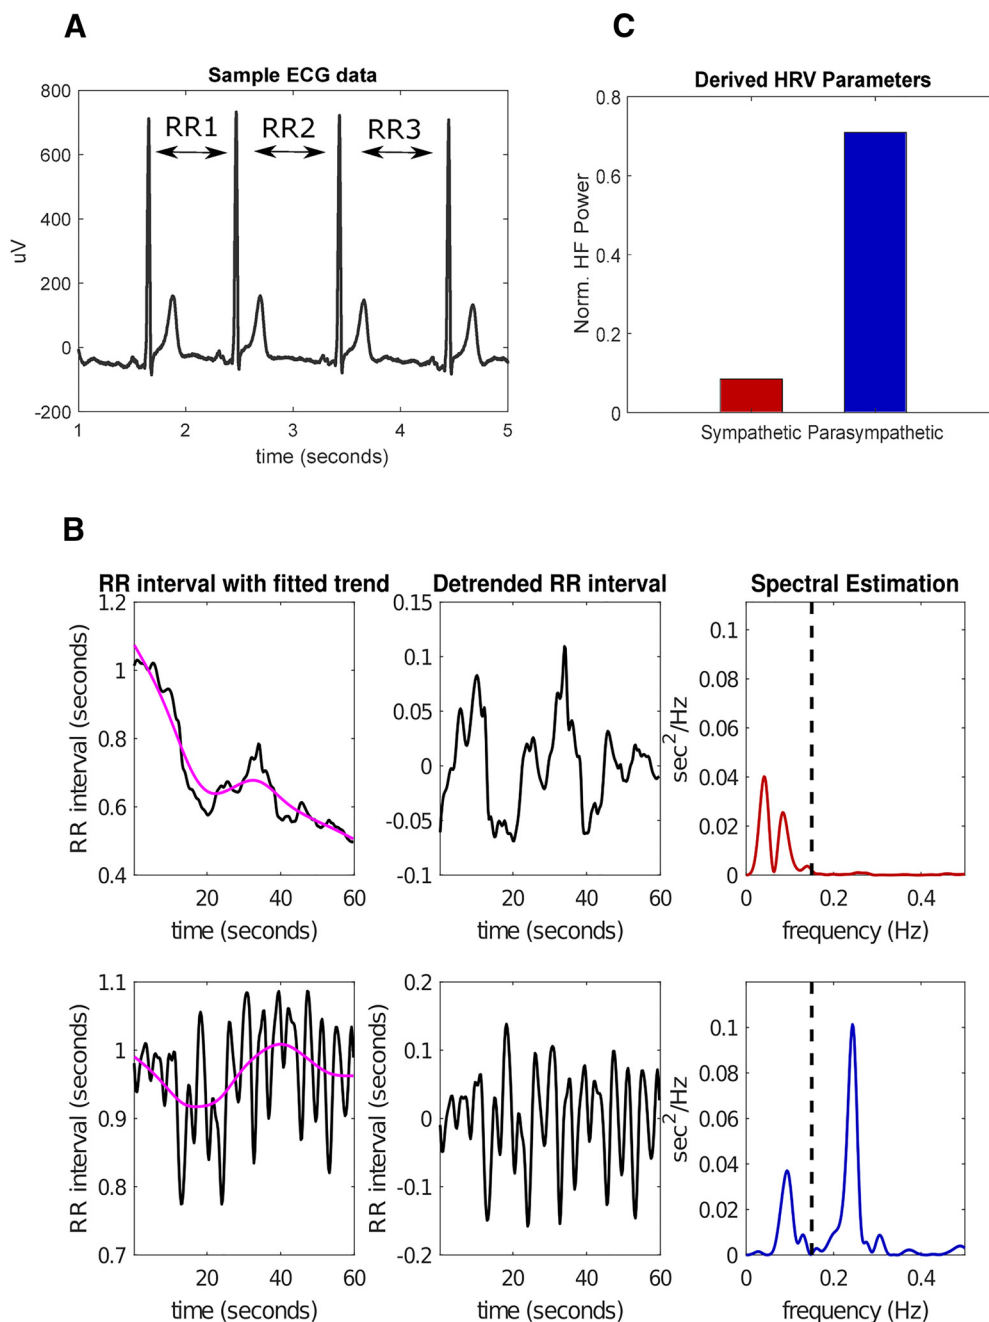 A
Sample ECG data
800
600
400
200
0
-200
uV
RR1
RR2
RR3
1
2
3
4
5
time (seconds)
C
Derived HRV Parameters
0.8
0.6
0.4
0.2
0
Norm. HF Power
Sympathetic Parasympathetic
B
RR interval with fitted trend
1.2
1
0.8
0.6
0.4
RR interval (seconds)
20
40
60
time (seconds)
Detrended RR interval
0.15
0.1
0.05
0
-0.05
-0.1
20
40
60
time (seconds)
Spectral Estimation
0.1
0.08
0.06
0.04
0.02
0
sec²/Hz
0
0.2
0.4
frequency (Hz)
1.1
1
0.9
0.8
0.7
RR interval (seconds)
20
40
60
time (seconds)
0.2
0.1
0
-0.1
-0.2
RR interval (seconds)
20
40
60
time (seconds)
0.1
0.08
0.06
0.04
0.02
0
sec²/Hz
0
0.2
0.4
frequency (Hz)